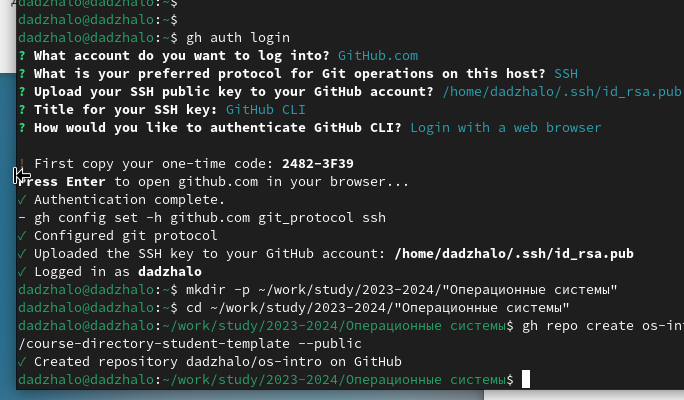 dadzhalo@dadzhalo:~$
dadzhalo@dadzhalo:~$
dadzhalo@dadzhalo:~$ gh auth login
? What account do you want to log into? GitHub.com
? What is your preferred protocol for Git operations on this host? SSH
? Upload your SSH public key to your GitHub account? /home/dadzhalo/.ssh/id_rsa.pub
? Title for your SSH key: GitHub CLI
? How would you like to authenticate GitHub CLI? Login with a web browser
! First copy your one-time code: 2482-3F39
Press Enter to open github.com in your browser...
✓ Authentication complete.
- gh config set -h github.com git_protocol ssh
✓ Configured git protocol
✓ Uploaded the SSH key to your GitHub account: /home/dadzhalo/.ssh/id_rsa.pub
✓ Logged in as dadzhalo
dadzhalo@dadzhalo:~$ mkdir -p ~/work/study/2023-2024/"Операционные системы"
dadzhalo@dadzhalo:~$ cd ~/work/study/2023-2024/"Операционные системы"
dadzhalo@dadzhalo:~/work/study/2023-2024/Операционные системы$ gh repo create os-in
/course-directory-student-template --public
✓ Created repository dadzhalo/os-intro on GitHub
dadzhalo@dadzhalo:~/work/study/2023-2024/Операционные системы$